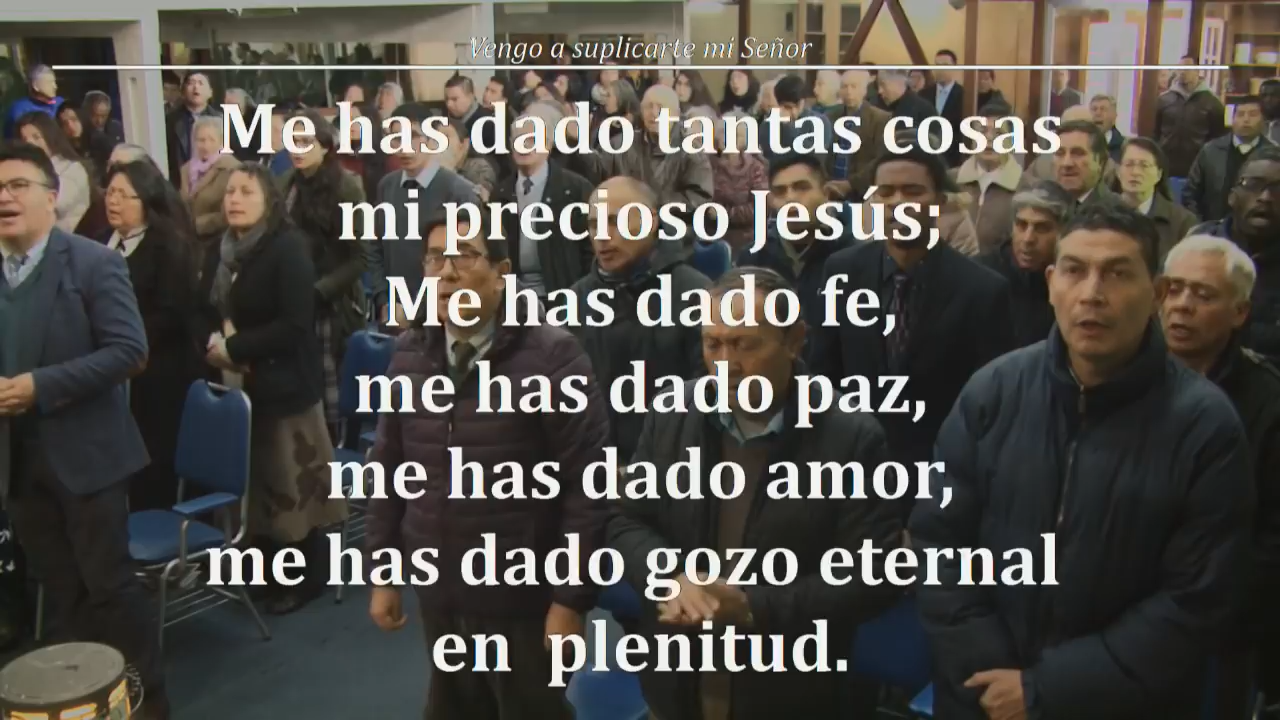 Vengo a suplicarte mi Señor
Me has dado tantas cosas
mi precioso Jesús;
Me has dado fe,
me has dado paz,
me has dado amor,
me has dado gozo eternal
en  plenitud.